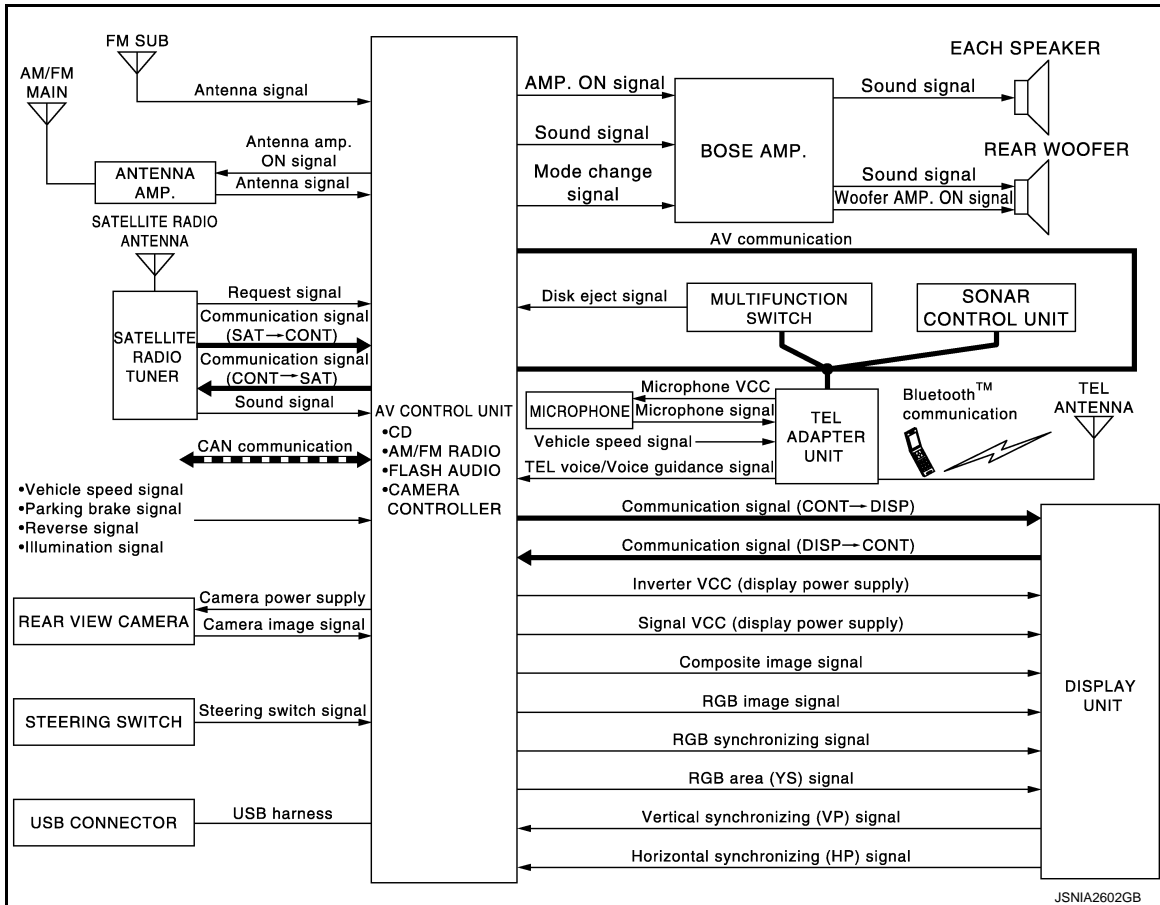 FM SUB
AM/FM
MAIN
Antenna signal
Antenna amp.
ON signal
ANTENNA
AMP.
Antenna signal
SATELLITE RADIO
ANTENNA
Request signal
Communication signal
(SAT→CONT)
SATELLITE
RADIO
TUNER
Communication signal
(CONT→SAT)
Sound signal
CAN communication
•Vehicle speed signal
•Parking brake signal
•Reverse signal
•Illumination signal
Camera power supply
REAR VIEW CAMERA
Camera image signal
STEERING SWITCH
Steering switch signal
USB CONNECTOR
USB harness
AV CONTROL UNIT
•CD
•AM/FM RADIO
•FLASH AUDIO
•CAMERA
CONTROLLER
AMP. ON signal
Sound signal
Mode change
signal
BOSE AMP.
EACH SPEAKER
Sound signal
REAR WOOFER
Sound signal
Woofer AMP. ON signal
AV communication
Disk eject signal
MULTIFUNCTION
SWITCH
SONAR
CONTROL UNIT
Microphone VCC
MICROPHONE
Microphone signal
Vehicle speed signal
TEL voice/Voice guidance signal
TEL
ADAPTER
UNIT
Bluetooth™
communication
TEL
ANTENNA
Communication signal (CONT→DISP)
Communication signal (DISP→CONT)
Inverter VCC (display power supply)
Signal VCC (display power supply)
Composite image signal
RGB image signal
RGB synchronizing signal
RGB area (YS) signal
Vertical synchronizing (VP) signal
Horizontal synchronizing (HP) signal
DISPLAY
UNIT
JSNIA2602GB